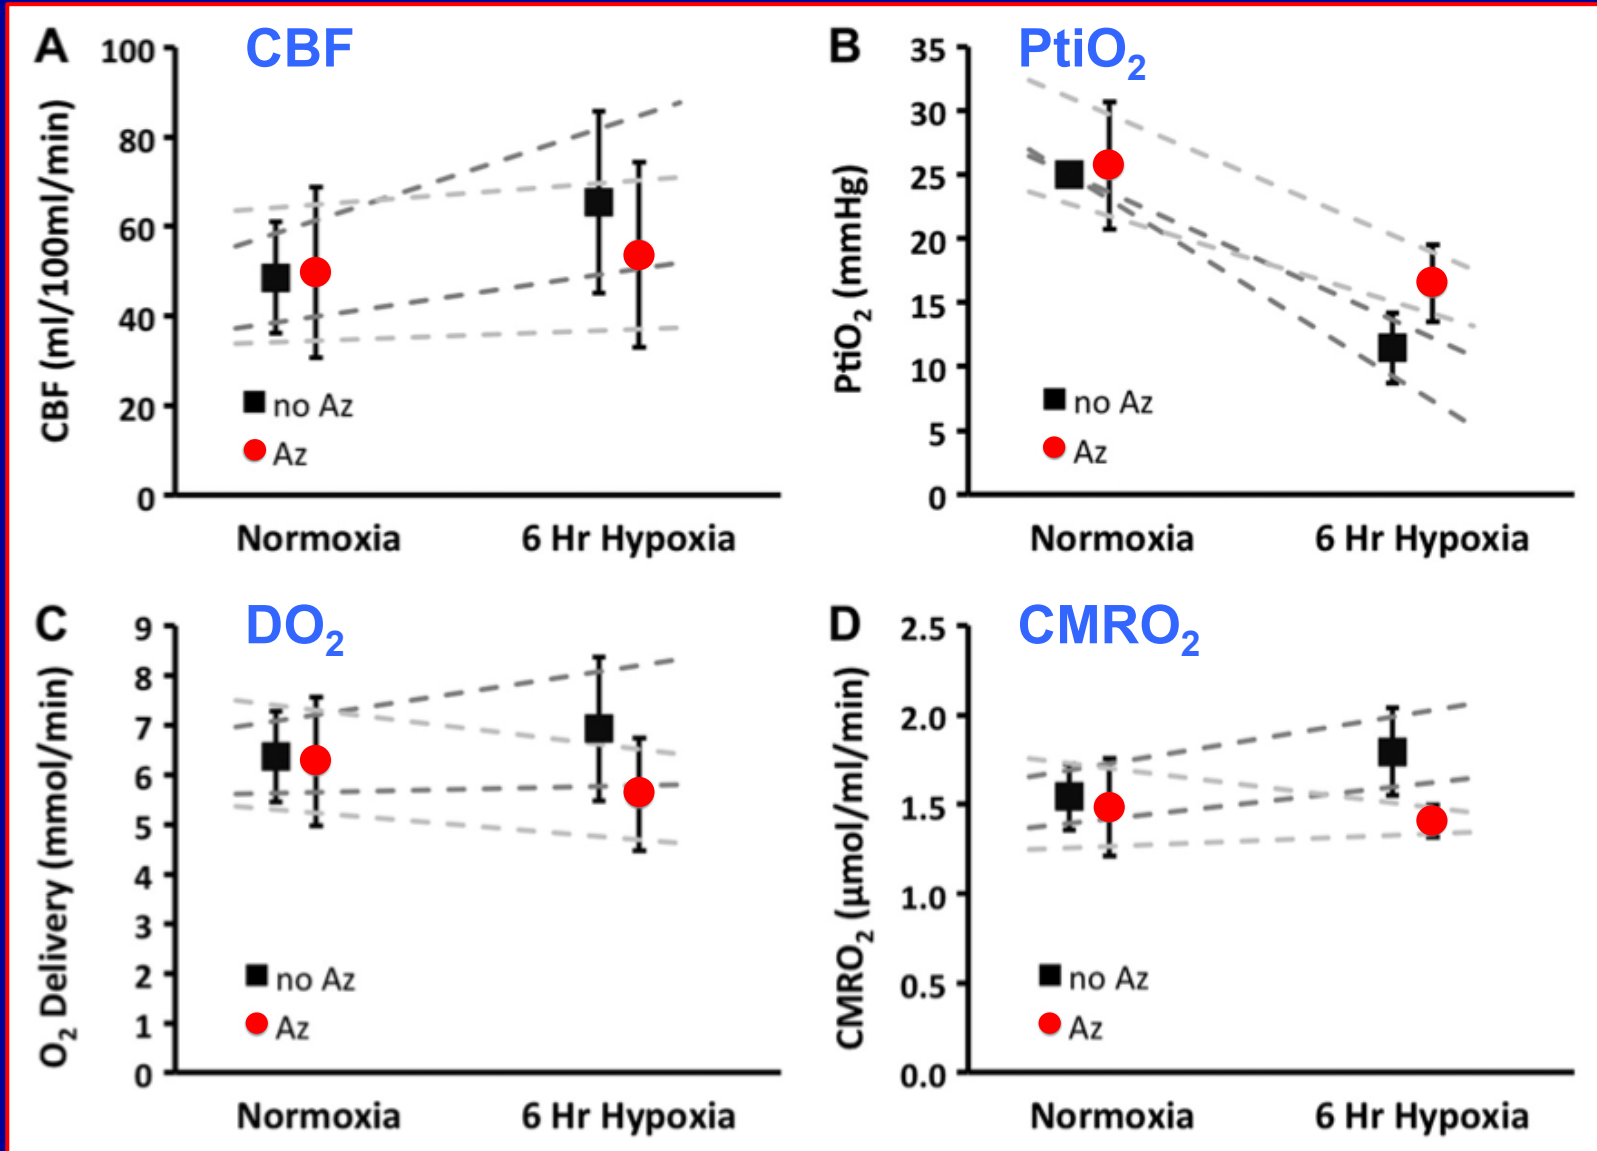 A CBF
CBF (ml/100ml/min)
100
80
60
40
20
0
no Az
Az
Normoxia 6 Hr Hypoxia
B PtiO₂
PtiO₂ (mmHg)
35
30
25
20
15
10
5
0
no Az
Az
Normoxia 6 Hr Hypoxia
C DO₂
O₂ Delivery (mmol/min)
9
8
7
6
5
4
3
2
1
0
no Az
Az
Normoxia 6 Hr Hypoxia
D CMRO₂
CMRO₂ (μmol/ml/min)
2.5
2.0
1.5
1.0
0.5
0.0
no Az
Az
Normoxia 6 Hr Hypoxia